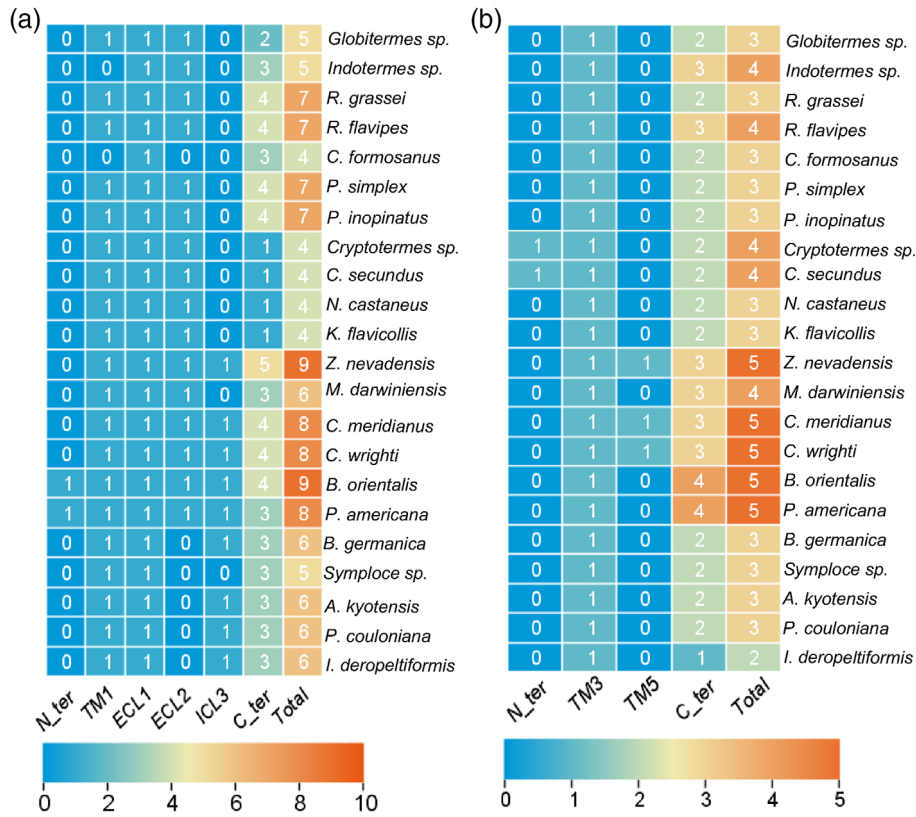 (a)
0 1 1 1 0 2 5 Globitermes sp.
0 0 1 1 0 3 5 Indotermes sp.
0 1 1 1 0 4 7 R. grassei
0 1 1 1 0 4 7 R. flavipes
0 0 1 0 0 3 4 C. formosanus
0 1 1 1 0 4 7 P. simplex
0 1 1 1 0 4 7 P. inopinatus
0 1 1 1 0 1 4 Cryptotermes sp.
0 1 1 1 0 1 4 C. secundus
0 1 1 1 0 1 4 N. castaneus
0 1 1 1 0 1 4 K. flavicollis
0 1 1 1 1 5 9 Z. nevadensis
0 1 1 1 0 3 6 M. darwiniensis
0 1 1 1 1 4 8 C. meridianus
0 1 1 1 1 4 8 C. wrighti
1 1 1 1 1 4 9 B. orientalis
1 1 1 1 1 3 8 P. americana
0 1 1 0 1 3 6 B. germanica
0 1 1 0 0 3 5 Symploce sp.
0 1 1 0 1 3 6 A. kyotensis
0 1 1 0 1 3 6 P. couloniana
0 1 1 0 1 3 6 I. deropeltiformis
N_ter TM1 ECL1 ECL2 ICL3 C_ter Total
0 2 4 6 8 10
(b)
0 1 0 2 3 Globitermes sp.
0 1 0 3 4 Indotermes sp.
0 1 0 2 3 R. grassei
0 1 0 3 4 R. flavipes
0 1 0 2 3 C. formosanus
0 1 0 2 3 P. simplex
0 1 0 2 3 P. inopinatus
1 1 0 2 4 Cryptotermes sp.
1 1 0 2 4 C. secundus
0 1 0 2 3 N. castaneus
0 1 0 2 3 K. flavicollis
0 1 1 3 5 Z. nevadensis
0 1 0 3 4 M. darwiniensis
0 1 1 3 5 C. meridianus
0 1 1 3 5 C. wrighti
0 1 0 4 5 B. orientalis
0 1 0 4 5 P. americana
0 1 0 2 3 B. germanica
0 1 0 2 3 Symploce sp.
0 1 0 2 3 A. kyotensis
0 1 0 2 3 P. couloniana
0 1 0 1 2 I. deropeltiformis
N_ter TM3 TM5 C_ter Total
0 1 2 3 4 5